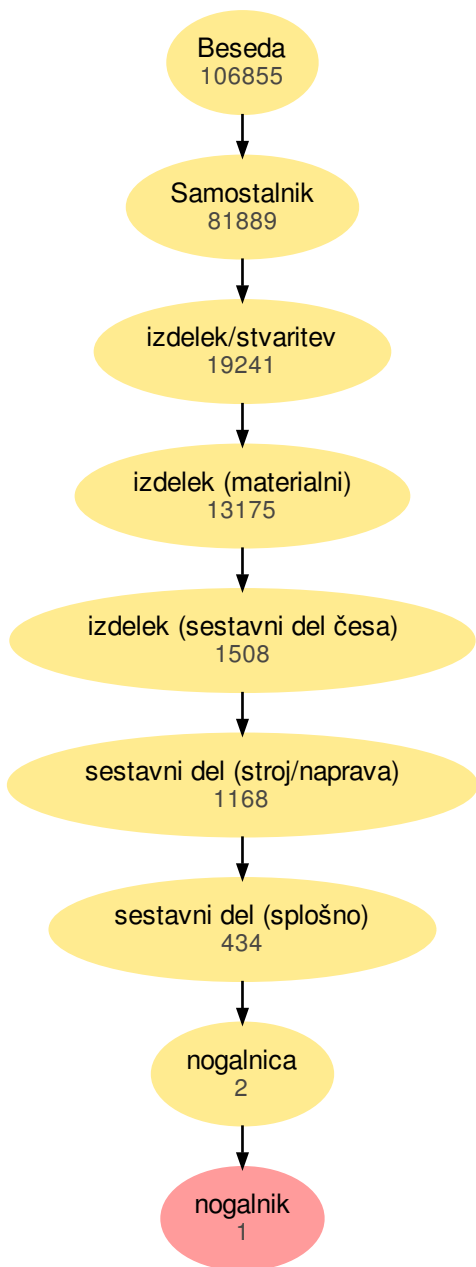 Beseda
106855
Samostalnik
81889
izdelek/stvaritev
19241
izdelek (materialni)
13175
izdelek (sestavni del česa)
1508
sestavni del (stroj/naprava)
1168
sestavni del (splošno)
434
nogalnica
2
nogalnik
1